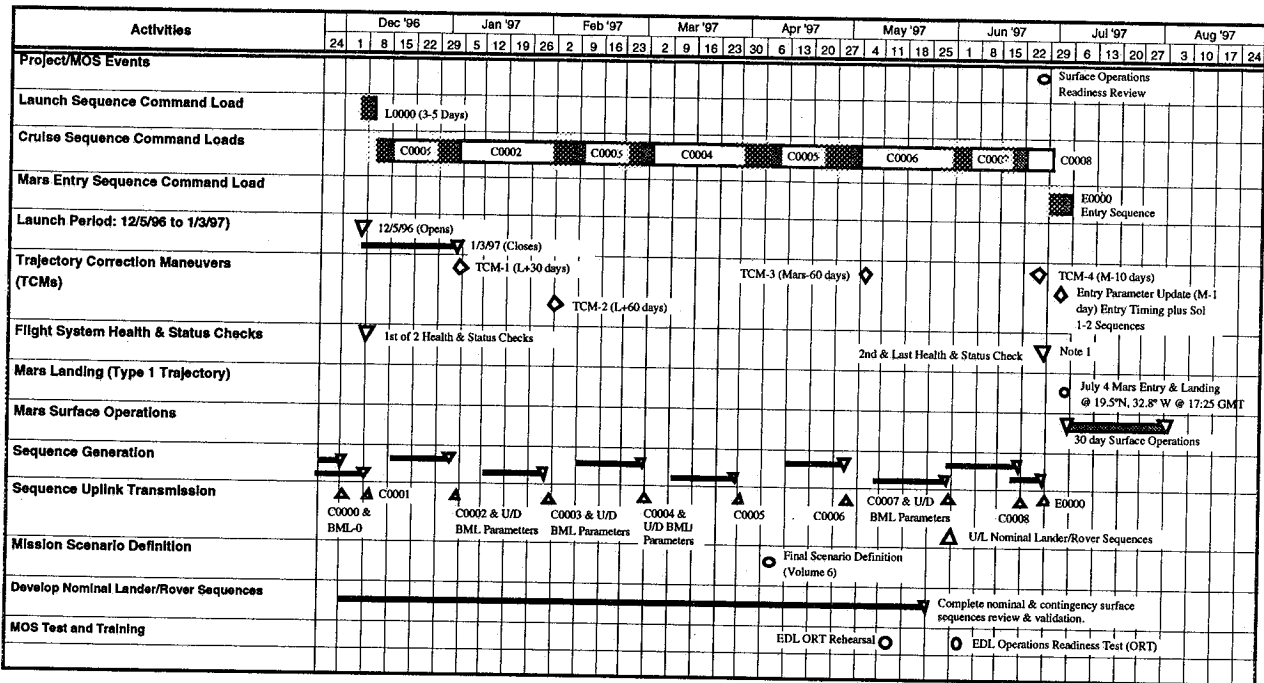 Activities
Dec '96 Jan '97 Feb '97 Mar '97 Apr '97 May '97 Jun '97 Jul '97 Aug '97
24 1 8 15 22 29 5 12 19 26 2 9 16 23 2 9 16 23 30 6 13 20 27 4 11 18 25 1 8 15 22 29 6 13 20 27 3 10 17 24
Project/MOS Events
Surface Operations
Readiness Review
Launch Sequence Command Load
L0000 (3-5 Days)
Cruise Sequence Command Loads
C0002 C0003 C0004 C0005 C0006 C0008
Mars Entry Sequence Command Load
E0000
Entry Sequence
Launch Period: 12/5/96 to 1/3/97)
12/5/96 (Opens)
1/3/97 (Closes)
Trajectory Correction Maneuvers
(TCMs)
TCM-1 (L+30 days)
TCM-2 (L+60 days)
TCM-3 (Mars-60 days)
TCM-4 (M-10 days)
Entry Parameter Update (M-1
day) Entry Timing plus Sol
1-2 Sequences
Flight System Health & Status Checks
1st of 2 Health & Status Checks
2nd & Last Health & Status Check
Note 1
Mars Landing (Type 1 Trajectory)
July 4 Mars Entry & Landing
@ 19.5°N, 32.8° W @ 17:25 GMT
Mars Surface Operations
30 day Surface Operations
Sequence Generation
Sequence Uplink Transmission
C0000 &
BML-0
C0001
C0002 & U/D
BML Parametters
C0003 & U/D
BML Parameters
C0004 &
U/D BML
Parameters
C0005
C0006
C0007 & U/D
BML Parameters
C0008
E0000
U/L Nominal Lander/Rover Sequences
Mission Scenario Definition
Final Scenario Definition
(Volume 6)
Develop Nominal Lander/Rover Sequences
Complete nominal & contingency surface
sequences review & validation.
MOS Test and Training
EDL ORT Rehearsal
EDL Operations Readiness Test (ORT)